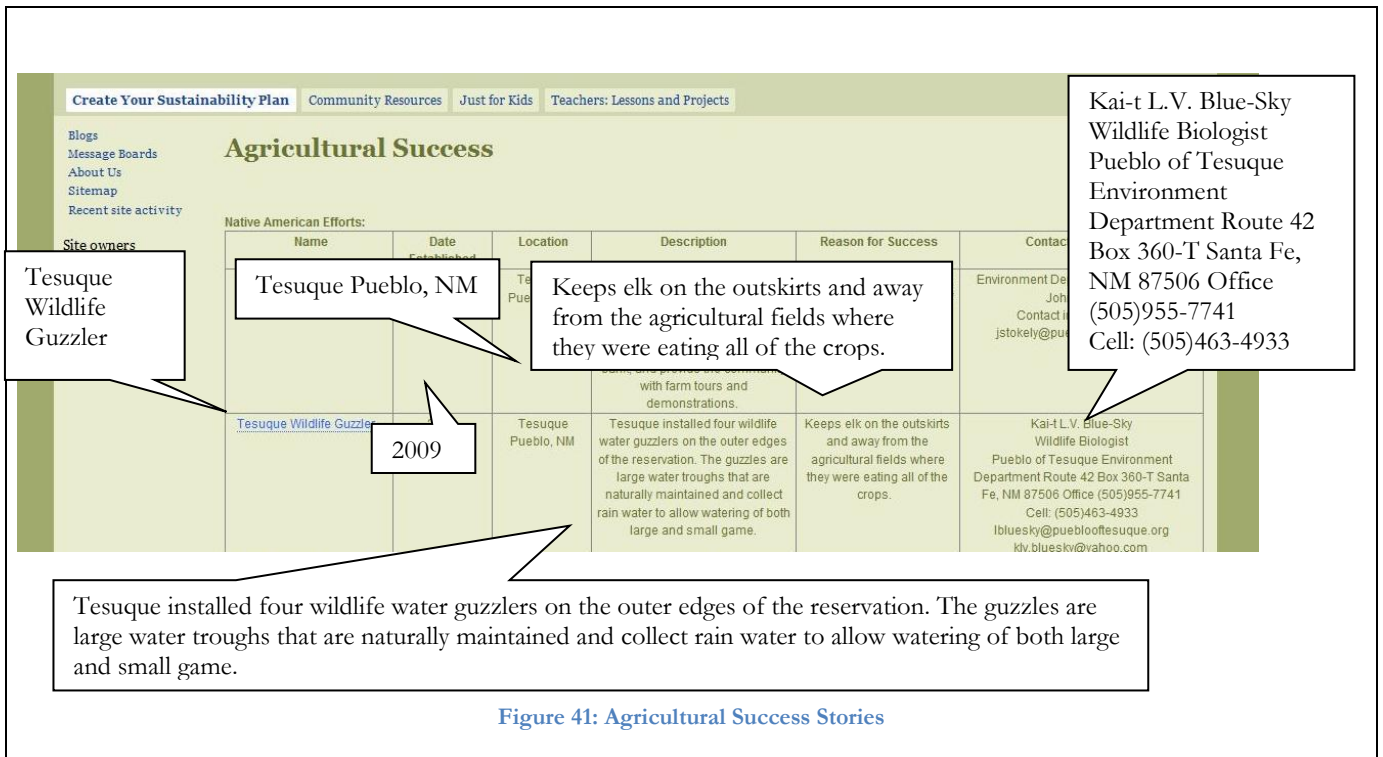 Create Your Sustainability Plan Community Resources Just for Kids Teachers: Lessons and Projects
Blogs
Message Boards
About Us
Sitemap
Recent site activity
Site owners
Agricultural Success
Native American Efforts:
Name Date Established Location Description Reason for Success
Tesuque
Wildlife
Guzzler
Tesuque Pueblo, NM
Keeps elk on the outskirts and away
from the agricultural fields where
they were eating all of the crops.
Kai-t L.V. Blue-Sky
Wildlife Biologist
Pueblo of Tesuque
Environment
Department Route 42
Box 360-T Santa Fe,
NM 87506 Office
(505)955-7741
Cell: (505)463-4933
with farm tours and
demonstrations.
Contact
Tesuque Wildlife Guzzler
2009
Tesuque
Pueblo, NM
Tesuque installed four wildlife
water guzzlers on the outer edges
of the reservation. The guzzles are
large water troughs that are
naturally maintained and collect
rain water to allow watering of both
large and small game.
Keeps elk on the outskirts
and away from the
agricultural fields where
they were eating all of the
crops.
Kai-t L.V. Blue-Sky
Wildlife Biologist
Pueblo of Tesuque Environment
Department Route 42 Box 360-T Santa
Fe, NM 87506 Office (505)955-7741
Cell: (505)463-4933
lbluesky@pueblooftesuque.org
klv.bluesky@yahoo.com
Tesuque installed four wildlife water guzzlers on the outer edges of the reservation. The guzzles are
large water troughs that are naturally maintained and collect rain water to allow watering of both large
and small game.
Figure 41: Agricultural Success Stories